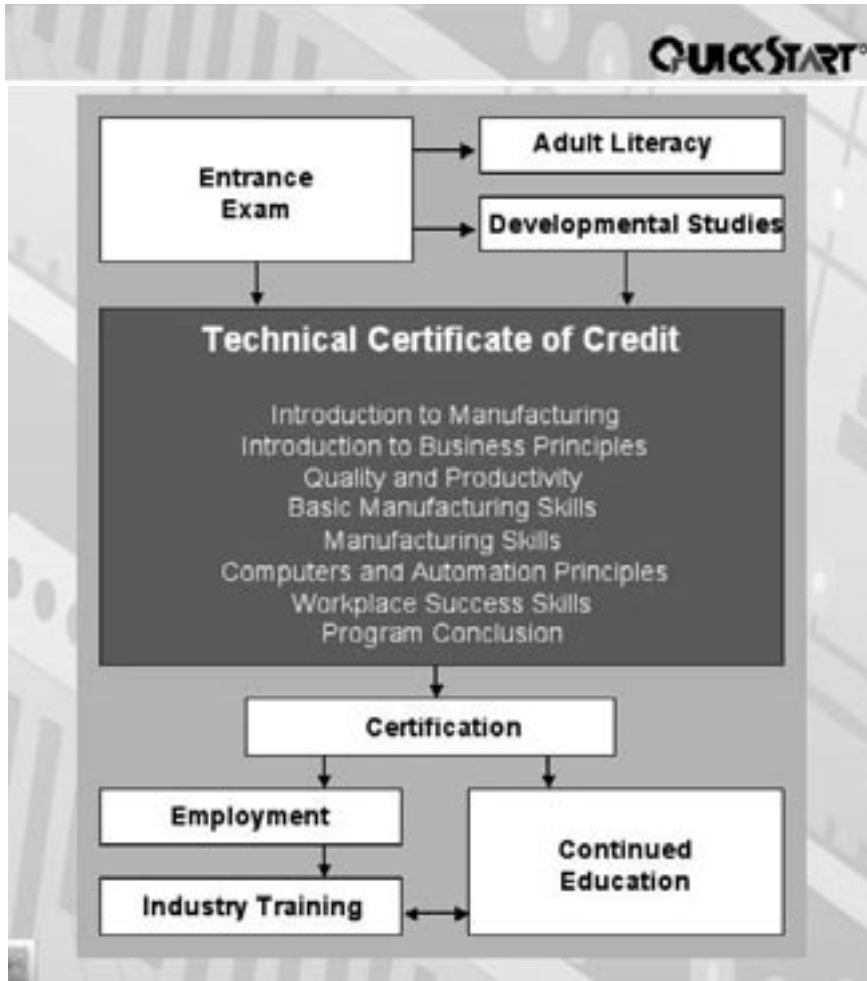 QUICKSTART
Entrance
Exam
Adult Literacy
Developmental Studies
Technical Certificate of Credit
Introduction to Manufacturing
Introduction to Business Principles
Quality and Productivity
Basic Manufacturing Skills
Manufacturing Skills
Computers and Automation Principles
Workplace Success Skills
Program Conclusion
Certification
Employment
Continued
Education
Industry Training